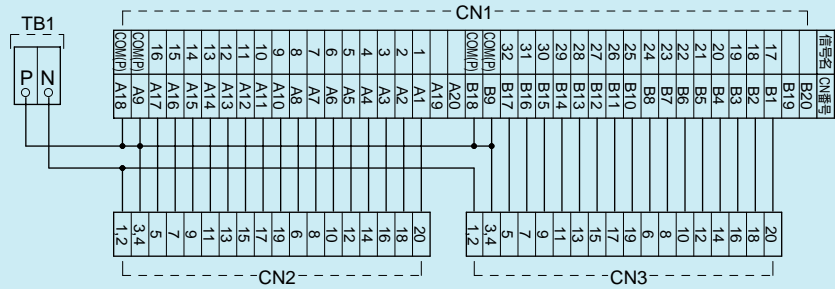 CN1
TB1
P N
COM(P) COM(P) 16 15 14 13 12 11 10 9 8 7 6 5 4 3 2 1 COM(P) COM(P) 32 31 30 29 28 27 26 25 24 23 22 21 20 19 18 17 信号名
A18 A9 A17 A16 A15 A14 A13 A12 A11 A10 A8 A7 A6 A5 A4 A3 A2 A1 A19 A20 B18 B9 B17 B16 B15 B14 B13 B12 B11 B10 B8 B7 B6 B5 B4 B3 B2 B1 B19 B20 CN番号
1,2 3,4 5 7 9 11 13 15 17 19 6 8 10 12 14 16 18 20
1,2 3,4 5 7 9 11 13 15 17 19 6 8 10 12 14 16 18 20
CN2
CN3